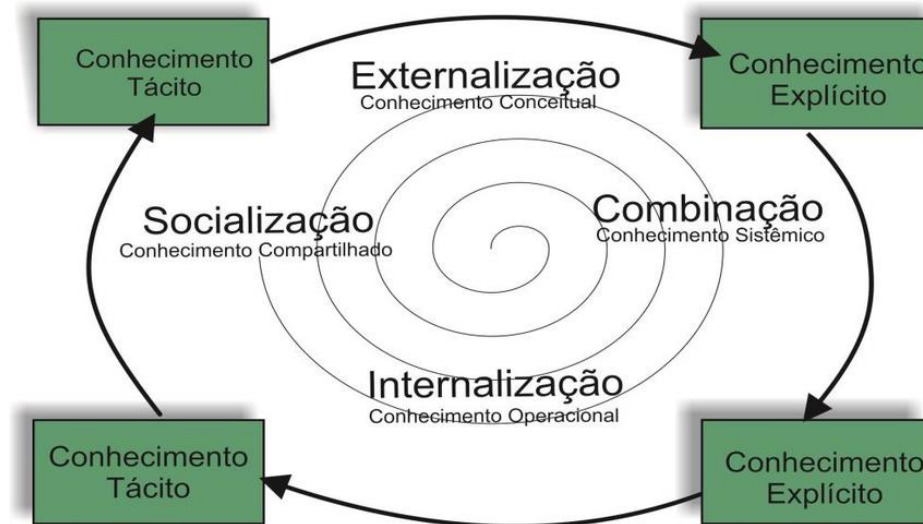 Conhecimento
Tácito
Externalização
Conhecimento Conceitual
Conhecimento
Explícito
Socialização
Conhecimento Compartilhado
Combinação
Conhecimento Sistêmico
Internalização
Conhecimento Operacional
Conhecimento
Tácito
Conhecimento
Explícito